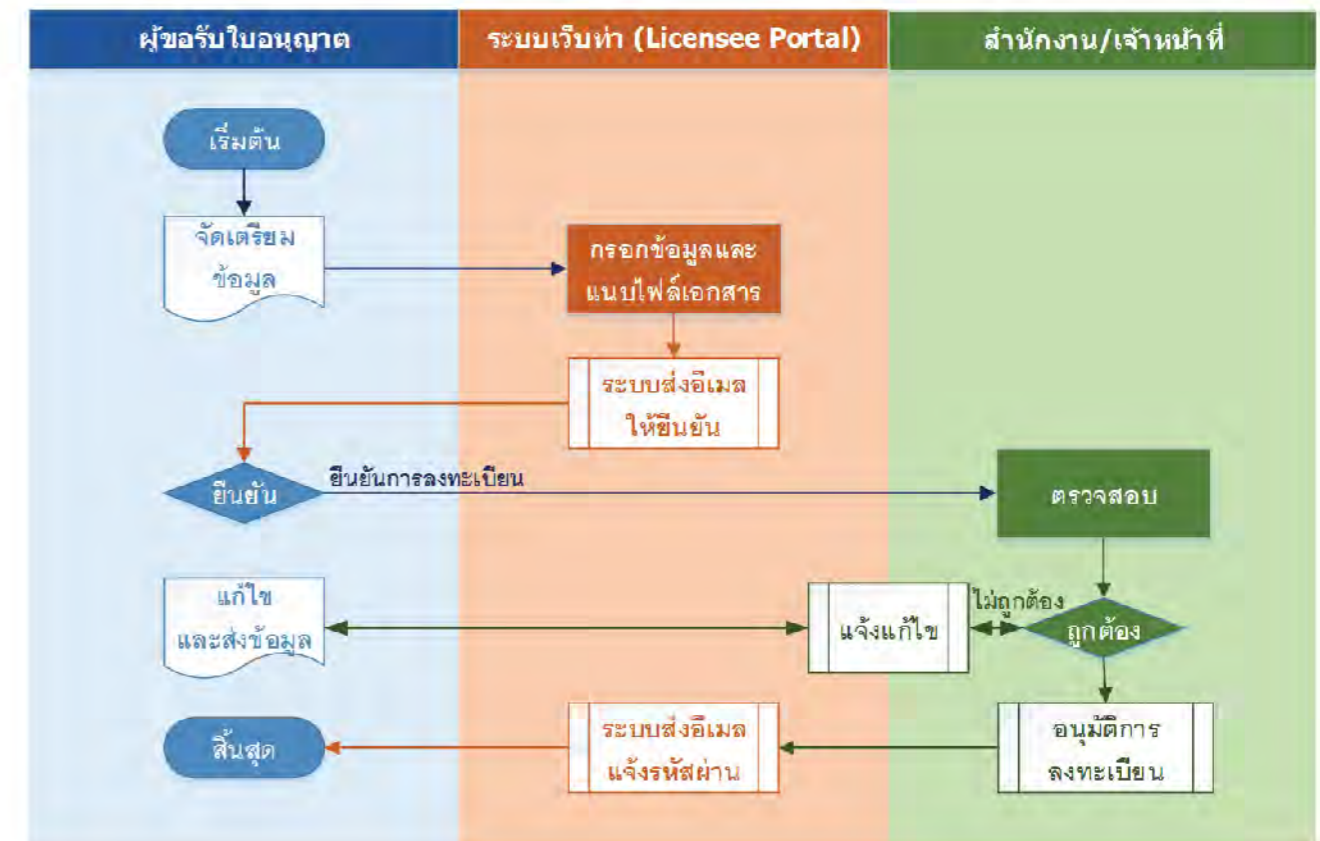 ผู้ขอรับใบอนุญาต
ระบบเว็บท่า (Licensee Portal)
สำนักงาน/เจ้าหน้าที่
เริ่มต้น
จัดเตรียม
ข้อมูล
กรอกข้อมูลและ
แนบไฟล์เอกสาร
ระบบส่งอีเมล
ให้ยืนยัน
ยืนยัน
ยืนยันการลงทะเบียน
ตรวจสอบ
แก้ไข
และส่งข้อมูล
แจ้งแก้ไข
ไม่ถูกต้อง
ถูกต้อง
สิ้นสุด
ระบบส่งอีเมล
แจ้งรหัสผ่าน
อนุมัติการ
ลงทะเบียน